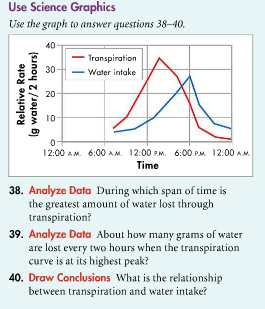 Use Science Graphics
Use the graph to answer questions 38–40.
40
30
20
10
0
Relative Rate
(g water/2 hours)
Transpiration
Water intake
12:00 A.M. 6:00 A.M. 12:00 P.M. 6:00 P.M. 12:00 A.M.
Time
38. Analyze Data During which span of time is
the greatest amount of water lost through
transpiration?
39. Analyze Data About how many grams of water
are lost every two hours when the transpiration
curve is at its highest peak?
40. Draw Conclusions What is the relationship
between transpiration and water intake?